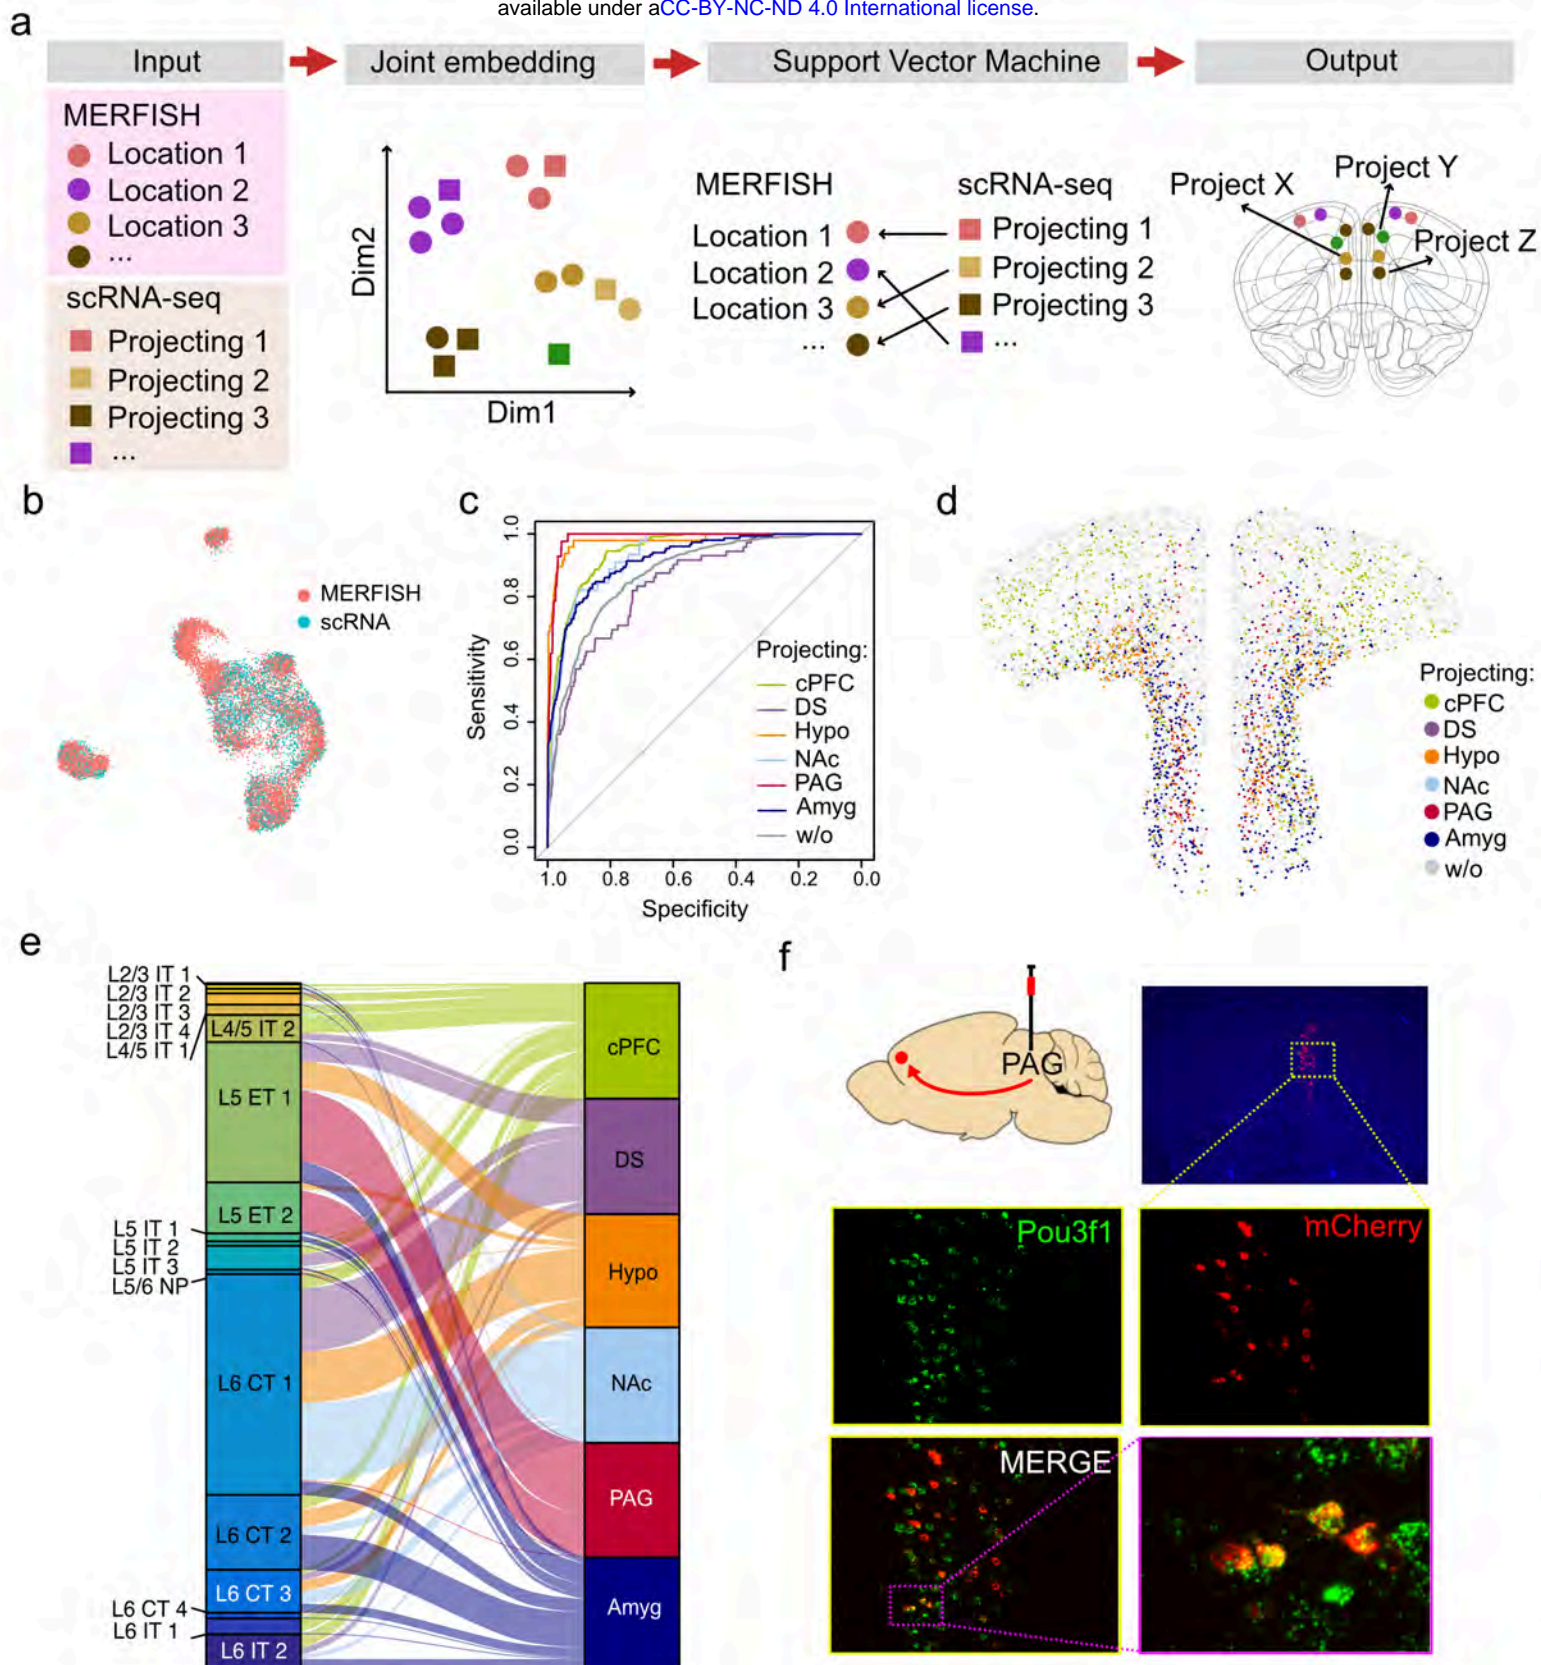 available under aCC-BY-NC-ND 4.0 International license.
a
Input
Joint embedding
Support Vector Machine
Output
MERFISH
Location 1
Location 2
Location 3
...
scRNA-seq
Projecting 1
Projecting 2
Projecting 3
...
Dim2
Dim1
MERFISH
scRNA-seq
Location 1
Projecting 1
Location 2
Projecting 2
Location 3
Projecting 3
...
...
Project X
Project Y
Project Z
b
MERFISH
scRNA
c
Sensitivity
1.0
0.8
0.6
0.4
0.2
0.0
Projecting:
cPFC
DS
Hypo
NAc
PAG
Amyg
w/o
1.0
0.8
0.6
0.4
0.2
0.0
Specificity
d
Projecting:
cPFC
DS
Hypo
NAc
PAG
Amyg
w/o
e
L2/3 IT 1
L2/3 IT 2
L2/3 IT 3
L2/3 IT 4
L4/5 IT 1
L4/5 IT 2
L5 ET 1
L5 ET 2
L5 IT 1
L5 IT 2
L5 IT 3
L5/6 NP
L6 CT 1
L6 CT 2
L6 CT 3
L6 CT 4
L6 IT 1
L6 IT 2
cPFC
DS
Hypo
NAc
PAG
Amyg
f
PAG
Pou3f1
mCherry
MERGE